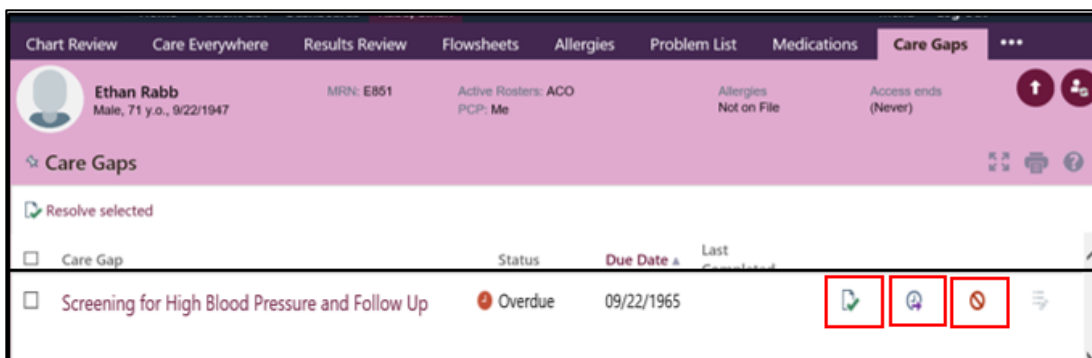 Chart Review Care Everywhere Results Review Flowsheets Allergies Problem List Medications Care Gaps
Ethan Rabb MRN: E851 Active Rosters: ACO Allergies Access ends
Male, 71 y.o., 9/22/1947 PCP: Me Not on File (Never)
Care Gaps
Resolve selected
Care Gap Status Due Date Last
Screening for High Blood Pressure and Follow Up Overdue 09/22/1965